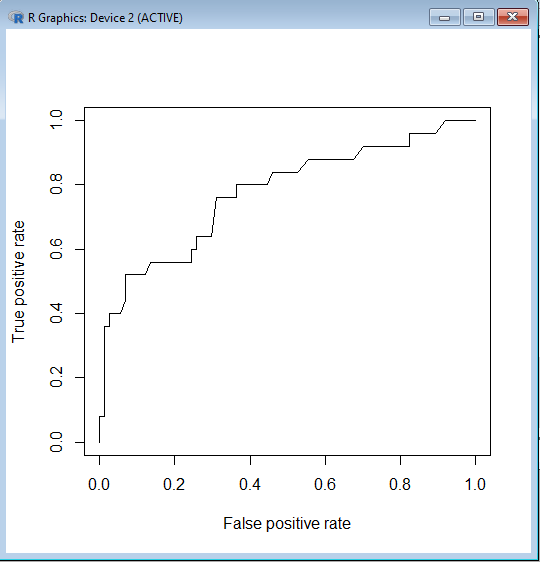 R Graphics: Device 2 (ACTIVE)
1.0
0.8
0.6
0.4
0.2
0.0
True positive rate
0.0 0.2 0.4 0.6 0.8 1.0
False positive rate